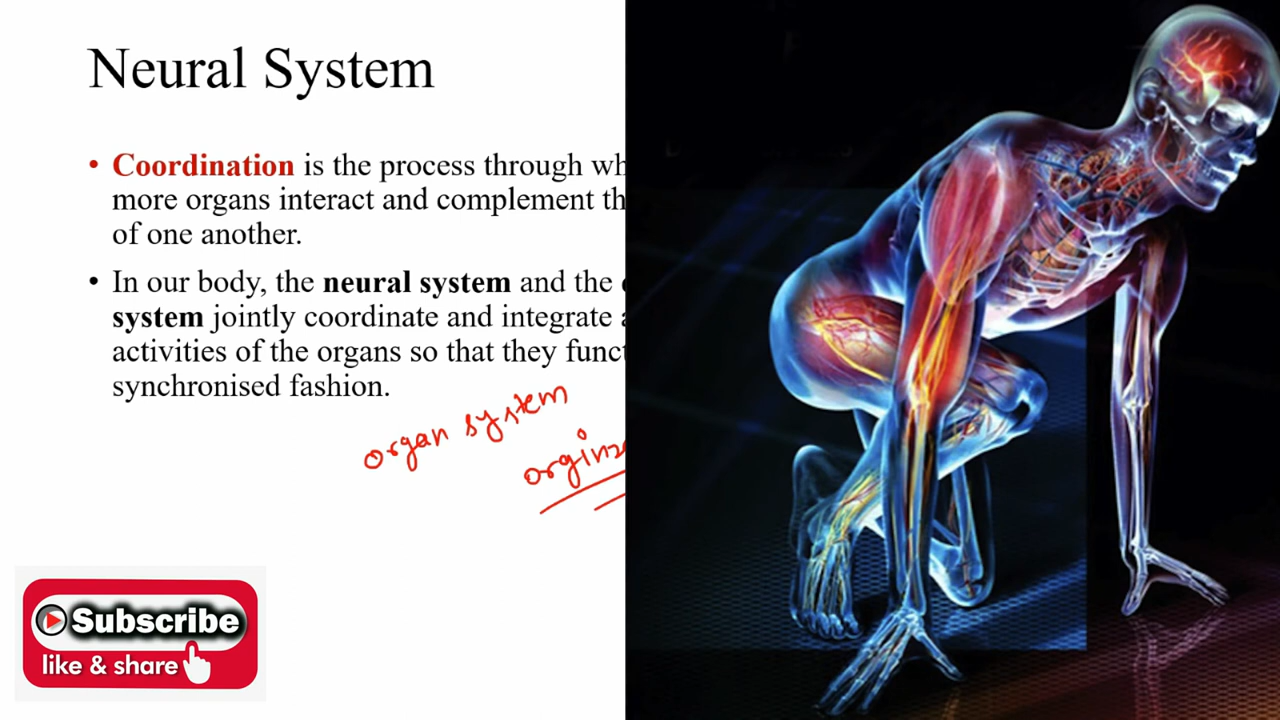 Neural System
• Coordination is the process through wh
more organs interact and complement th
of one another.
• In our body, the neural system and the
system jointly coordinate and integrate a
activities of the organs so that they funct
synchronised fashion.
organ system
Subscribe
like & share